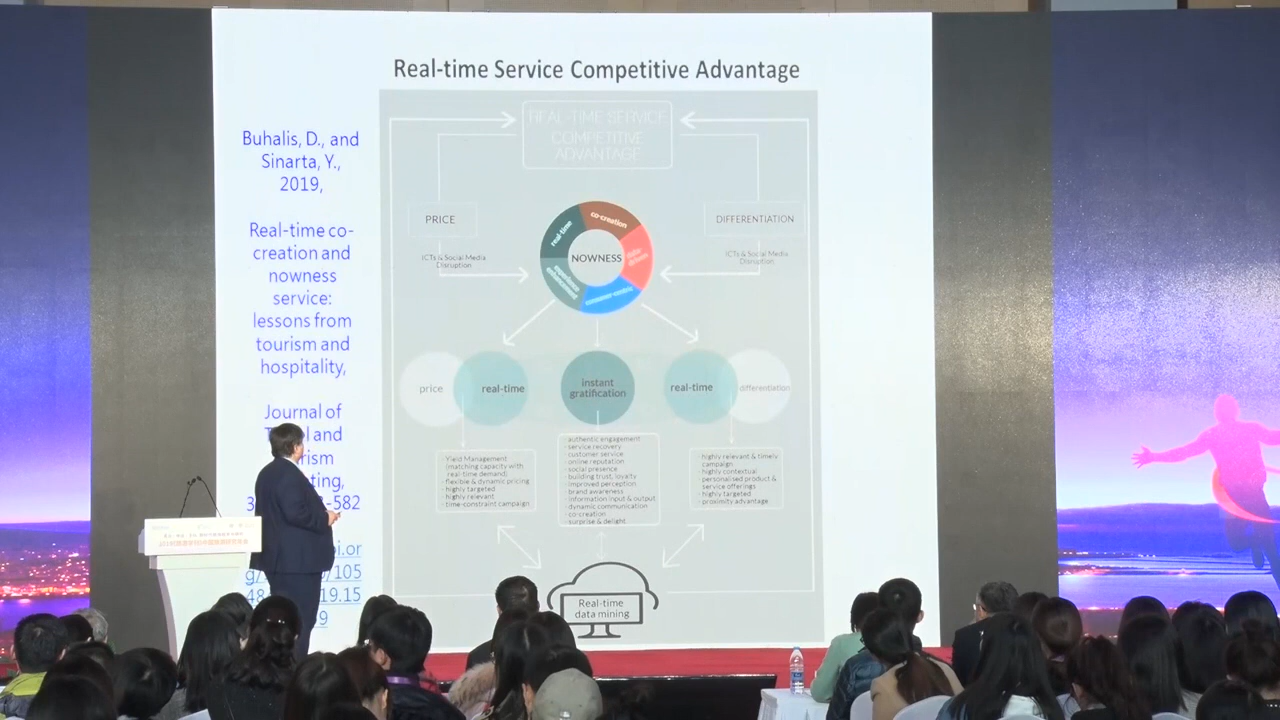 Real-time Service Competitive Advantage
Buhalis, D., and
Sinarta, Y.,
2019,
Real-time co-
creation and
nowness
service:
lessons from
tourism and
hospitality,
Journal of
and
REAL-TIME SERVICE
COMPETITIVE
ADVANTAGE
PRICE
ICTs & Social Media
Disruption
DIFFERENTIATION
ICTs & Social Media
Disruption
real-time
co-creation
experience
enhancement
consumer-centric
NOWNESS
price
real-time
instant
gratification
real-time
differentiation
- Yield Management
(matching capacity with
real-time demand)
- flexible & dynamic pricing
- highly targeted
- highly relevant
- time-constraint campaign
- authentic engagement
- service recovery
- customer service
- online reputation
- social presence
- building trust, loyalty
- improved perception
- brand awareness
- information input & output
- dynamic communication
- co-creation
- surprise & delight
- highly relevant & timely
campaign
- highly contextual
- personalised product &
service offerings
- highly targeted
- proximity advantage
Real-time
data mining